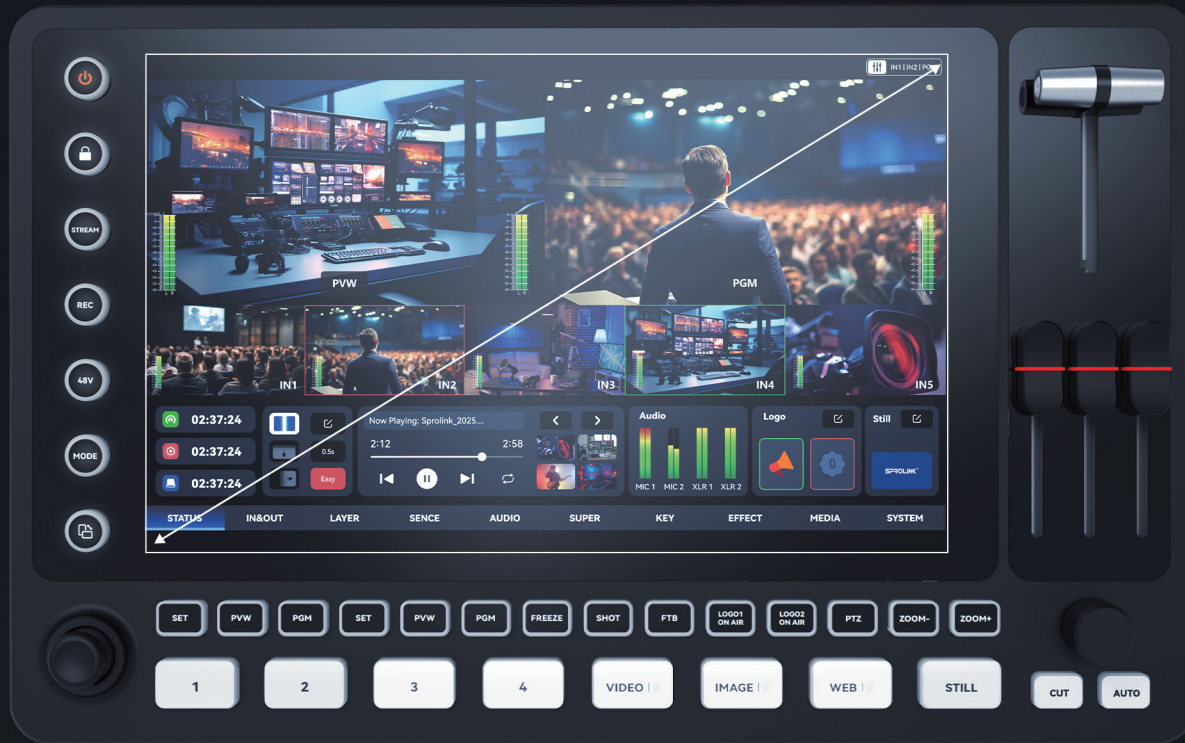 IN1 | IN2 |
STREAM
REC
48V
MODE
PVW
PGM
L R
L R
L R
IN1
IN2
IN3
IN4
IN5
02:37:24
02:37:24
02:37:24
0.5s
Easy
Now Playing: Sprolink_2025....
2:12
2:58
Audio
MIC 1 MIC 2 XLR 1 XLR 2
Logo
0
Still
SPROLINK
STATUS IN&OUT LAYER SENCE AUDIO SUPER KEY EFFECT MEDIA SYSTEM
SET PVW PGM SET PVW PGM FREEZE SHOT FTB LOGO1 ON AIR LOGO2 ON AIR PTZ ZOOM- ZOOM+
1 2 3 4 VIDEO | IMAGE | WEB | STILL
CUT AUTO